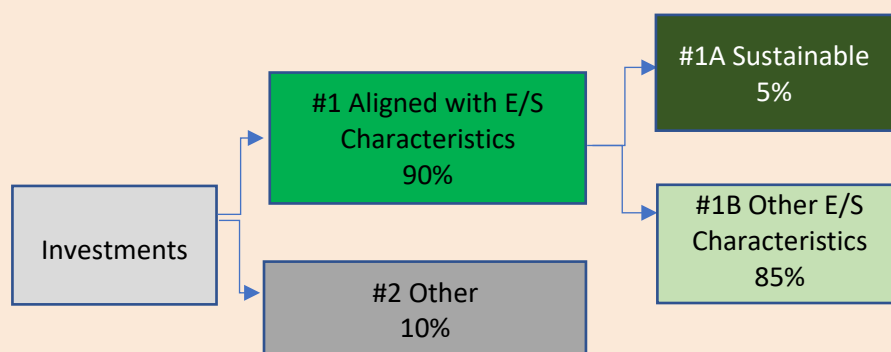 Investments
#1 Aligned with E/S
Characteristics
90%
#2 Other
10%
#1A Sustainable
5%
#1B Other E/S
Characteristics
85%